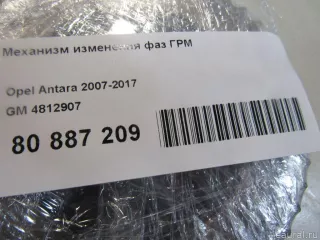 Механизм изменения фаз ГРМ
Opel Antara 2007-2017
GM 4812907
80 887 209